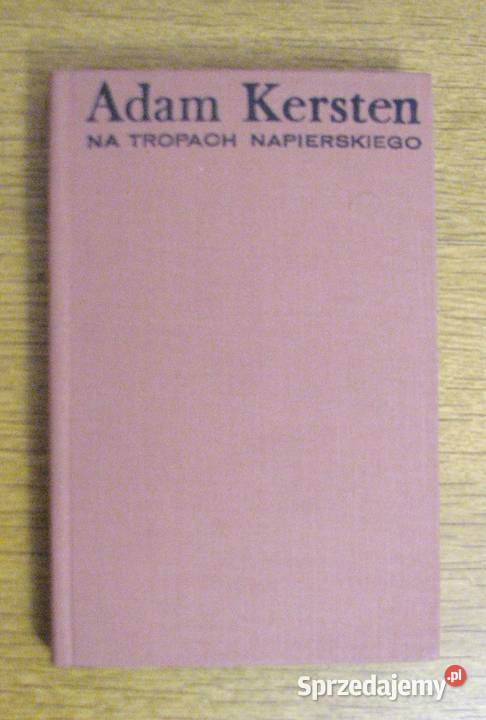 Adam Kersten
NA TROPACH NAPIERSKIEGO
Sprzedajemy.pl